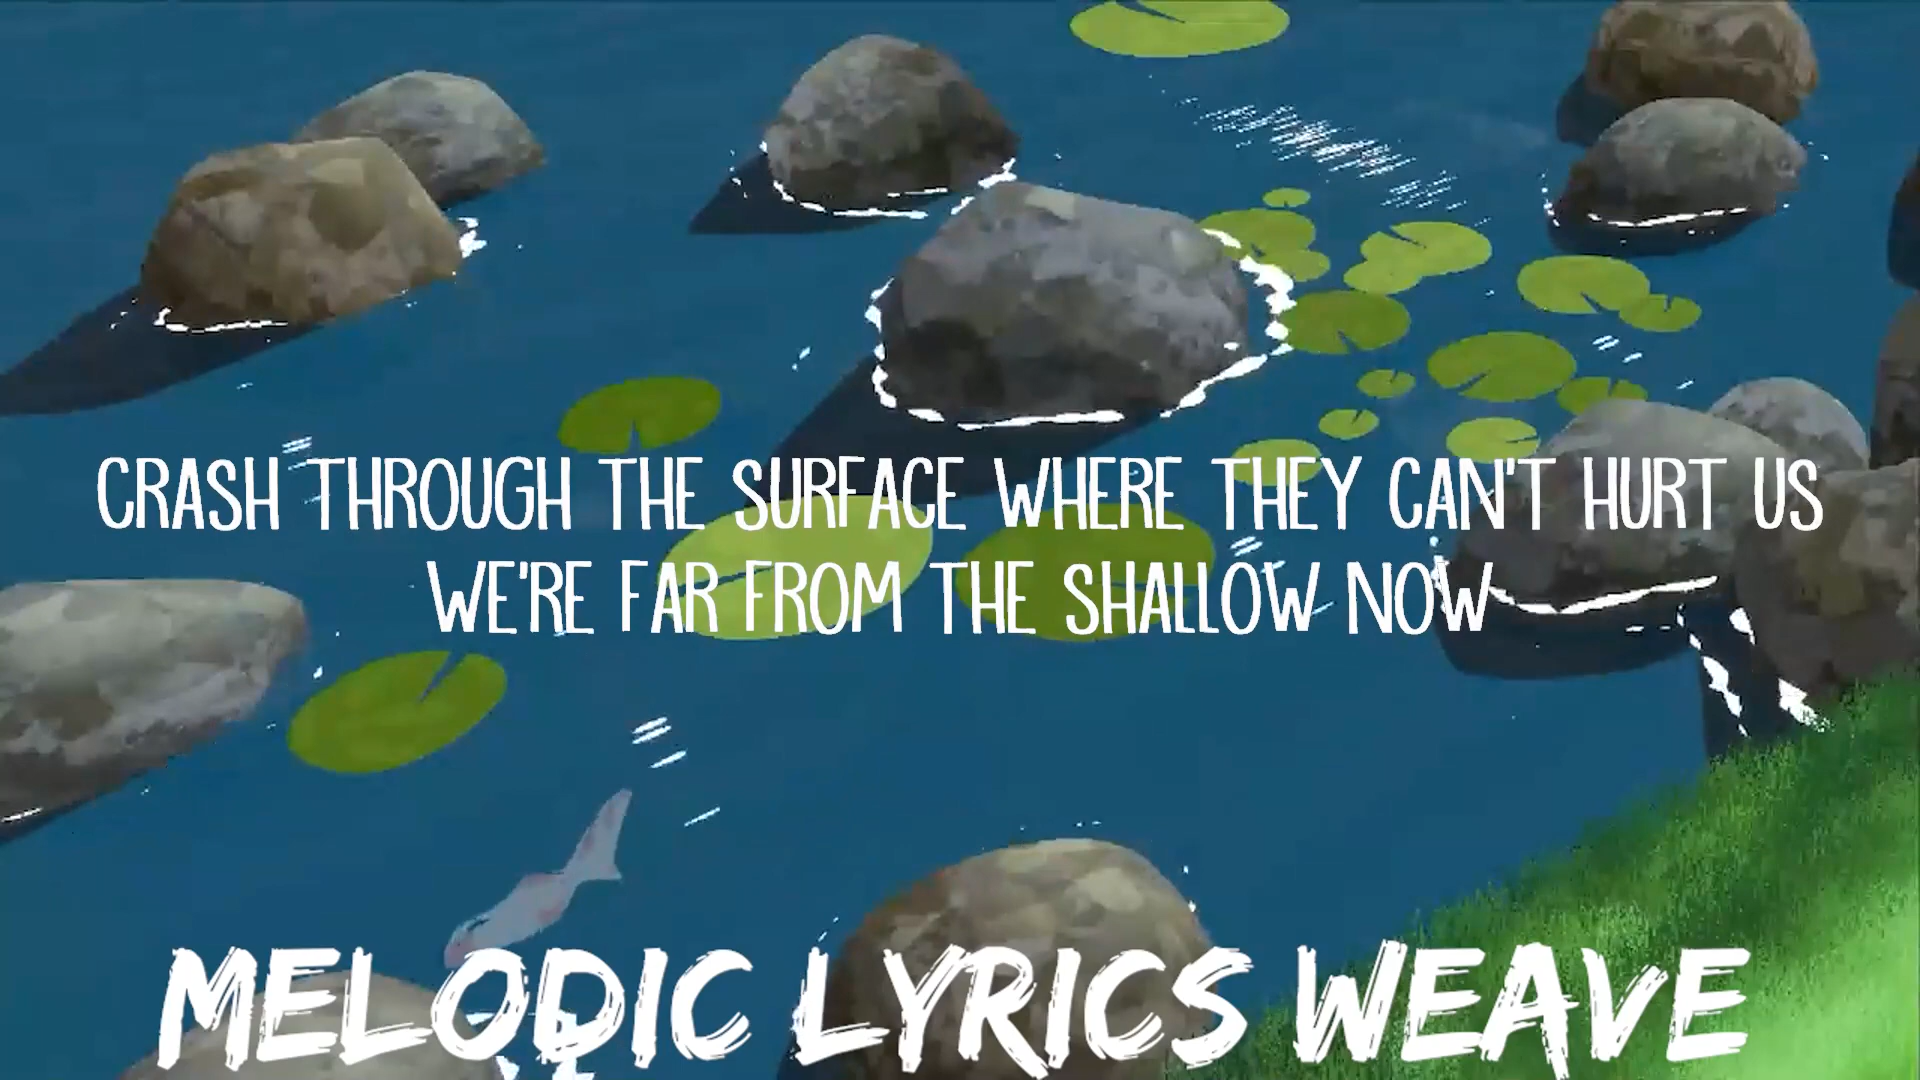 CRASH THROUGH THE SURFACE WHERE THEY CAN'T HURT US
WE'RE FAR FROM THE SHALLOW NOW
MELODIC LYRICS WEAVE